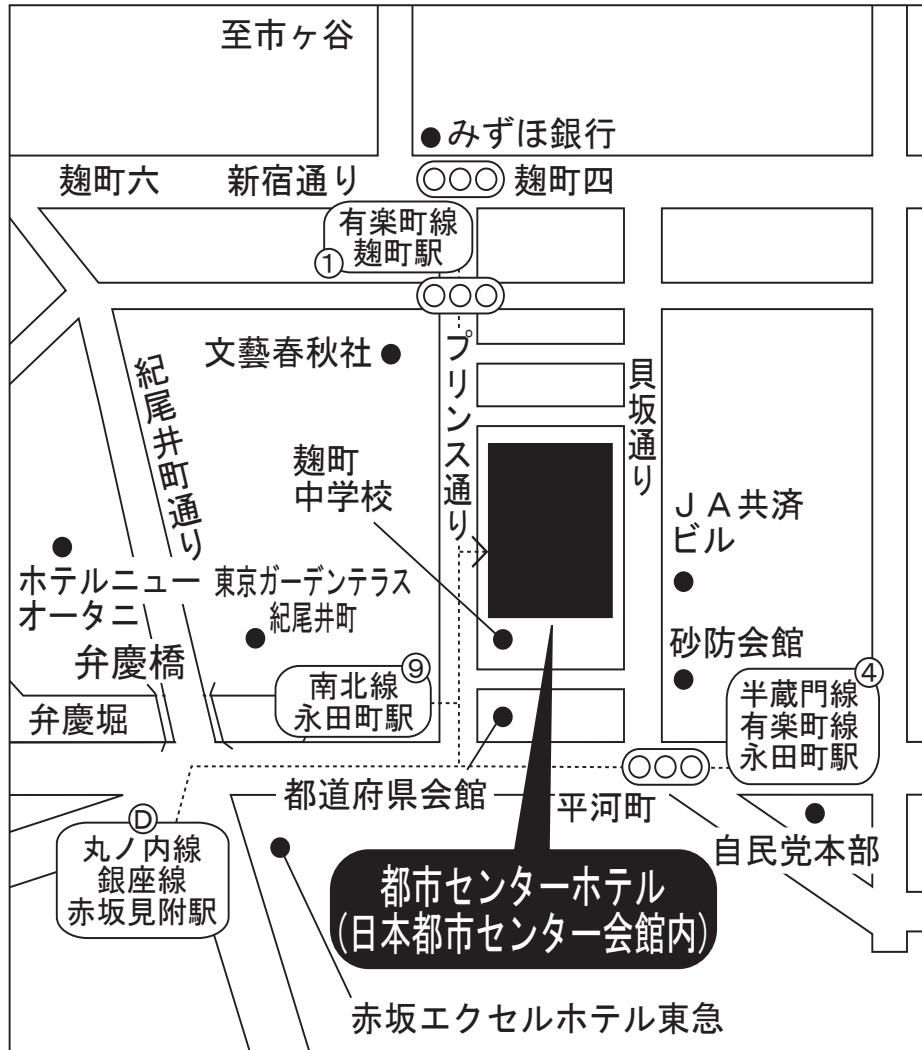 至市ヶ谷
みずほ銀行
麹町六
新宿通り
麹町四
有楽町線
麹町駅
①
文藝春秋社
プリンス通り
貝坂通り
紀尾井町通り
麹町
中学校
ＪＡ共済
ビル
ホテルニュー
オータニ
東京ガーデンテラス
紀尾井町
弁慶橋
砂防会館
⑨
南北線
永田町駅
④
半蔵門線
有楽町線
永田町駅
弁慶堀
都道府県会館
平河町
自民党本部
Ⓓ
丸ノ内線
銀座線
赤坂見附駅
都市センターホテル
(日本都市センター会館内)
赤坂エクセルホテル東急